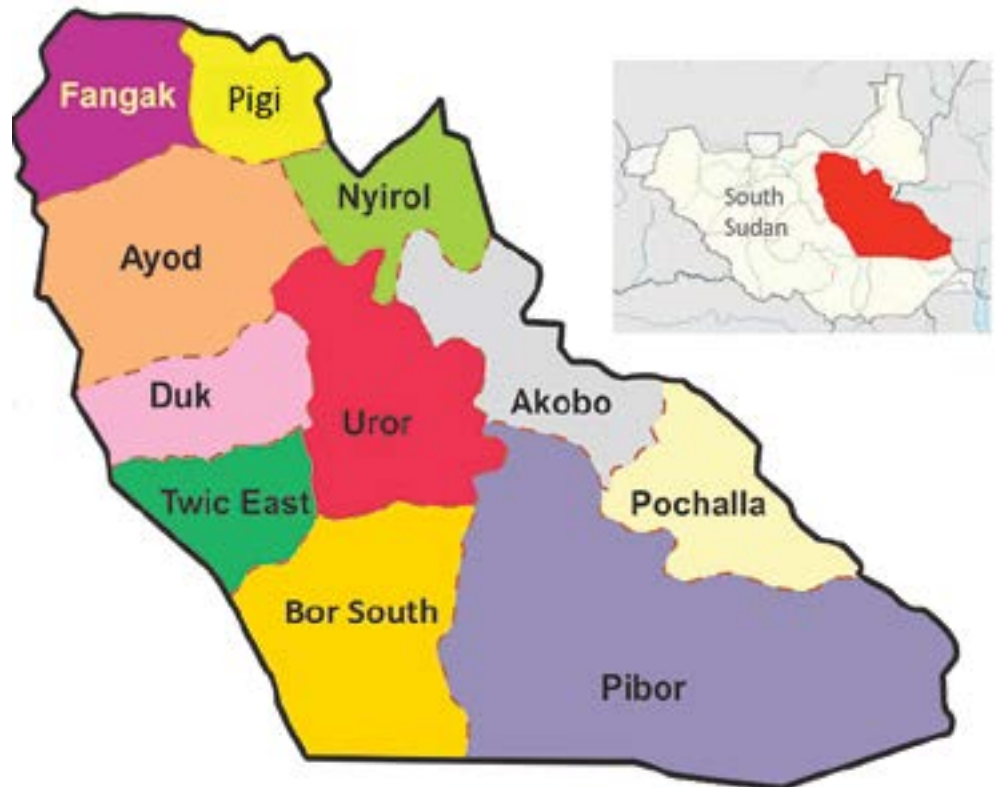 Fangak
Pigi
Nyirol
South
Sudan
Ayod
Duk
Uror
Akobo
Twic East
Pochalla
Bor South
Pibor